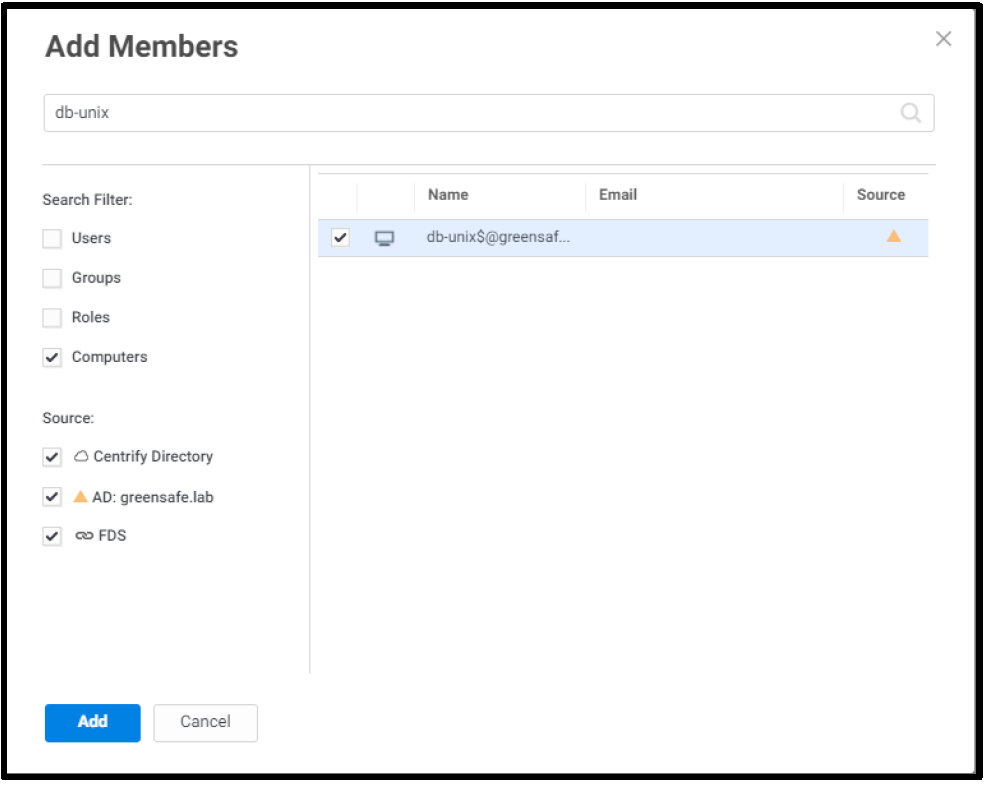 Add Members
db-unix
Search Filter:
Users
Groups
Roles
Computers
Source:
Centrify Directory
AD: greensafe.lab
FDS
Name Email Source
db-unix$@greensaf...
Add Cancel